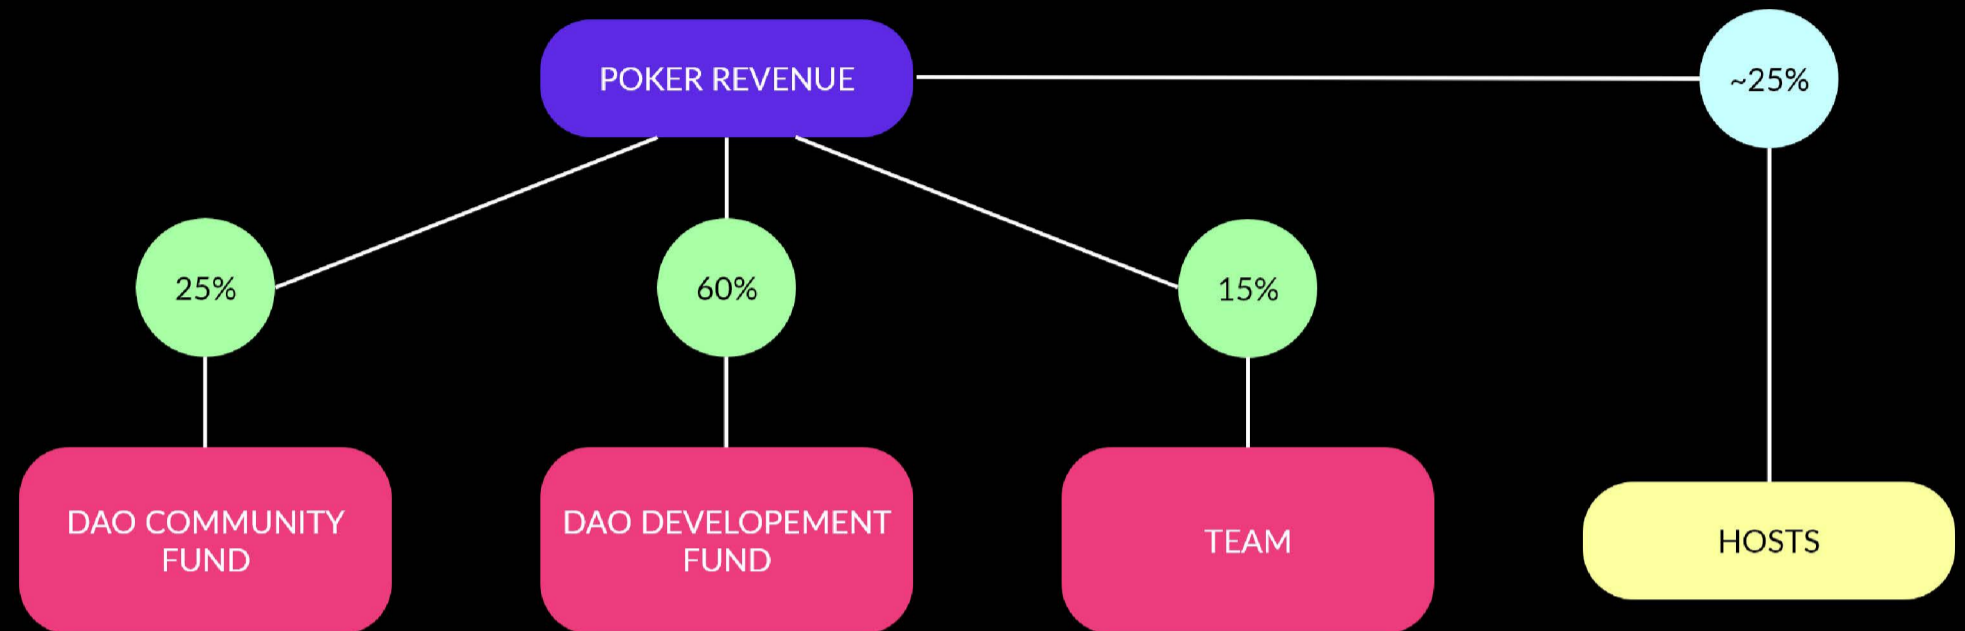 POKER REVENUE
~25%
25%
60%
15%
DAO COMMUNITY
FUND
DAO DEVELOPEMENT
FUND
TEAM
HOSTS